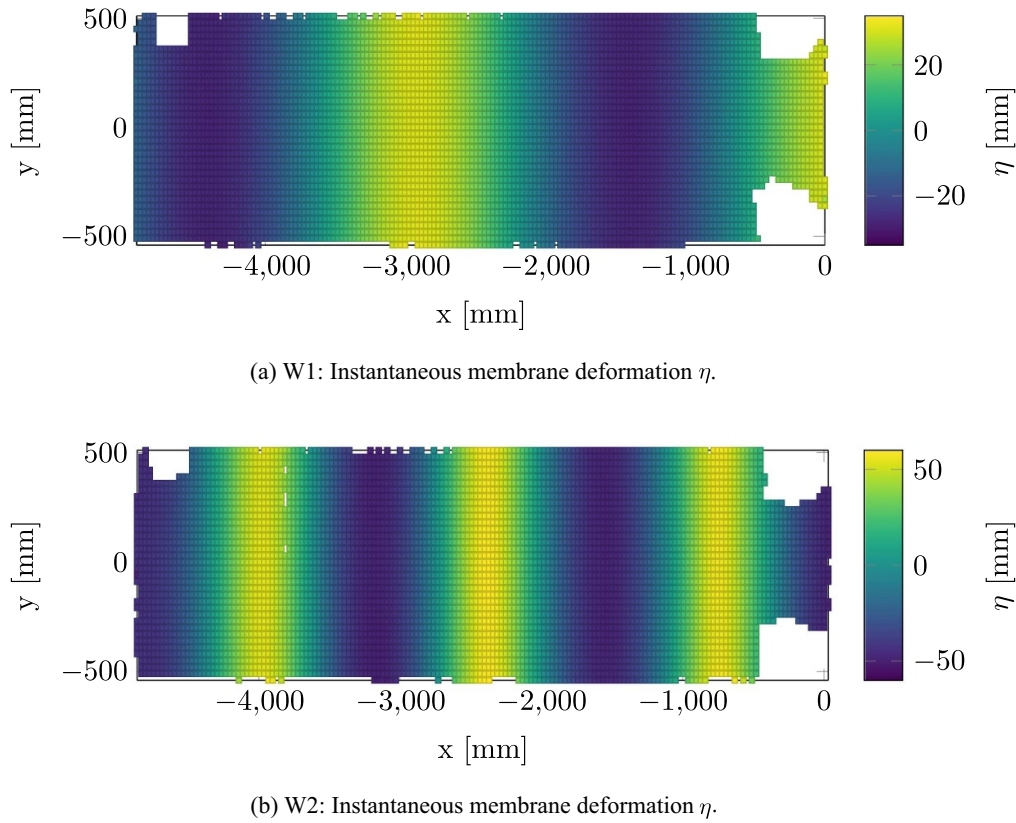 500
0
−500
y [mm]
−4,000 −3,000 −2,000 −1,000 0
x [mm]
20
0
−20
η [mm]
(a) W1: Instantaneous membrane deformation η.
500
0
−500
y [mm]
−4,000 −3,000 −2,000 −1,000 0
x [mm]
50
0
−50
η [mm]
(b) W2: Instantaneous membrane deformation η.